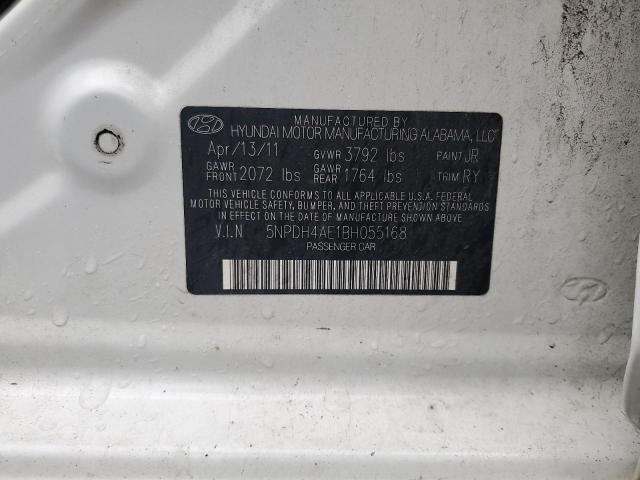 MANUFACTURED BY
HYUNDAI MOTOR MANUFACTURING ALABAMA, LLC
Apr/13/11 GVWR 3792 lbs PAINT JR
GAWR FRONT 2072 lbs GAWR REAR 1764 lbs TRIM RY
THIS VEHICLE CONFORMS TO ALL APPLICABLE U.S.A. FEDERAL
MOTOR VEHICLE SAFETY, BUMPER, AND THEFT PREVENTION STANDARDS
IN EFFECT ON THE DATE OF MANUFACTURE SHOWN ABOVE.
V.I.N 5NPDH4AE1BH055168
PASSENGER CAR